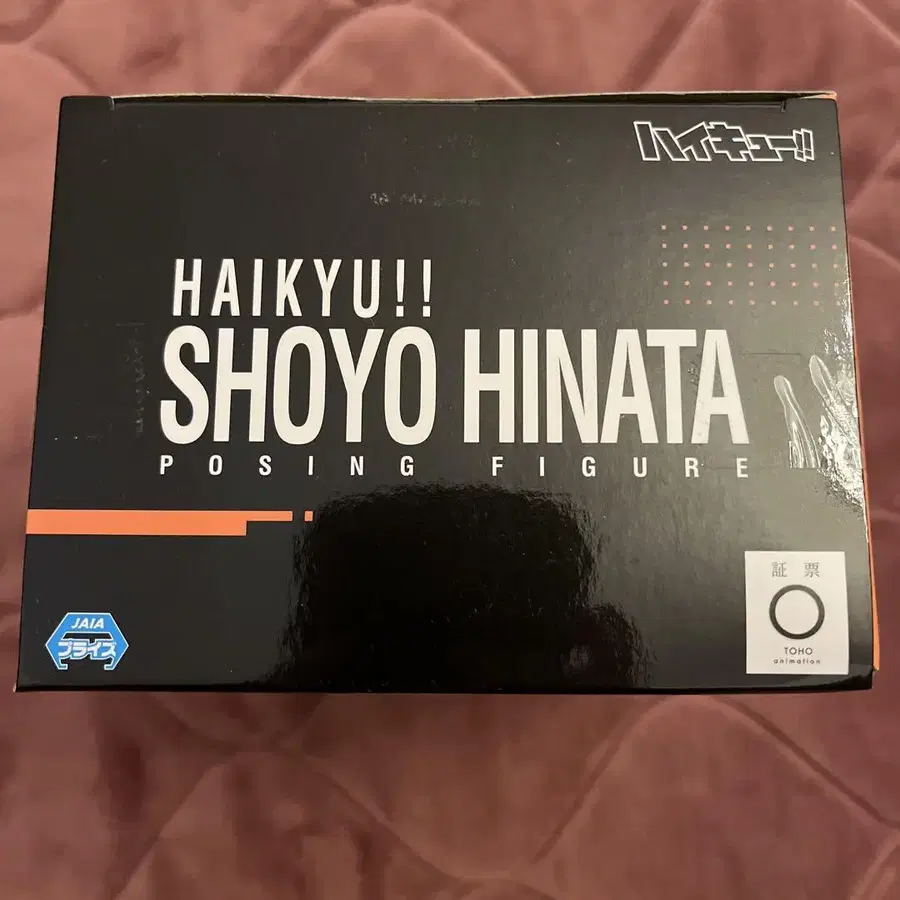 ハイキュー!!
HAIKYU!!
SHOYO HINATA
POSING FIGURE
JAIA
プライズ
証票
TOHO
animation